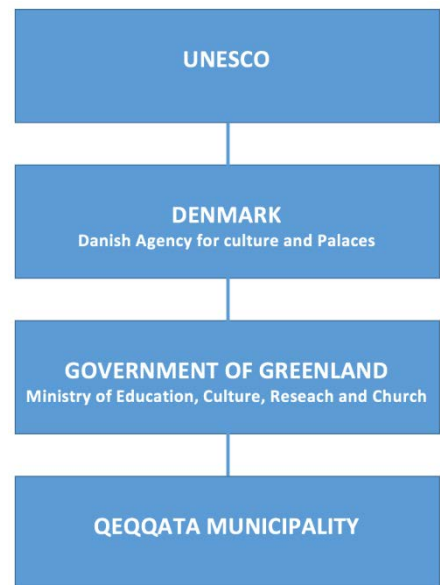 UNESCO
DENMARK
Danish Agency for culture and Palaces
GOVERNMENT OF GREENLAND
Ministry of Education, Culture, Reseach and Church
QEQQATA MUNICIPALITY